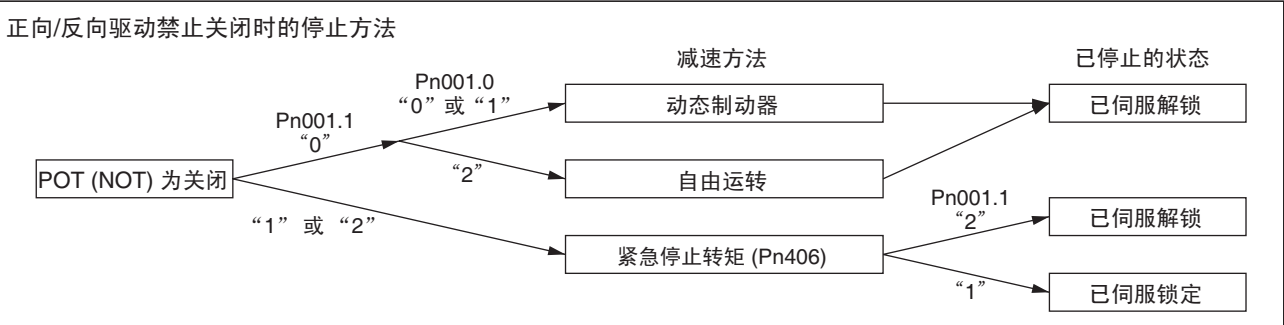 正向/反向驱动禁止关闭时的停止方法
减速方法
已停止的状态
Pn001.0
“0”或“1”
动态制动器
已伺服解锁
Pn001.1
“0”
POT (NOT) 为关闭
“2”
自由运转
Pn001.1
“2”
已伺服解锁
“1” 或 “2”
紧急停止转矩 (Pn406)
“1”
已伺服锁定